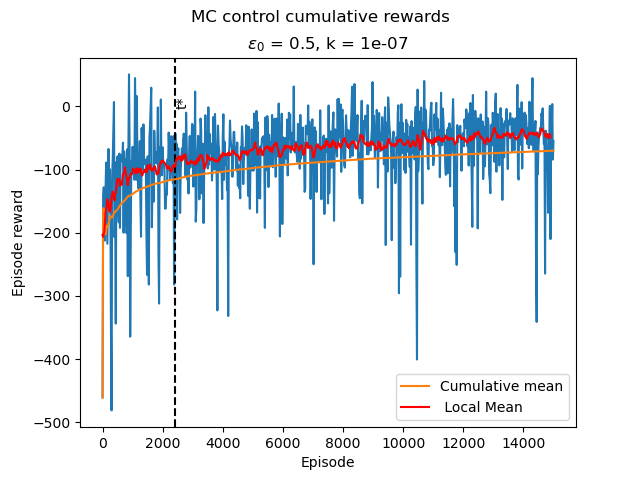 MC control cumulative rewards
ε0 = 0.5, k = 1e-07
t*
0
−100
−200
−300
−400
−500
Episode reward
0 2000 4000 6000 8000 10000 12000 14000
Episode
Cumulative mean
Local Mean